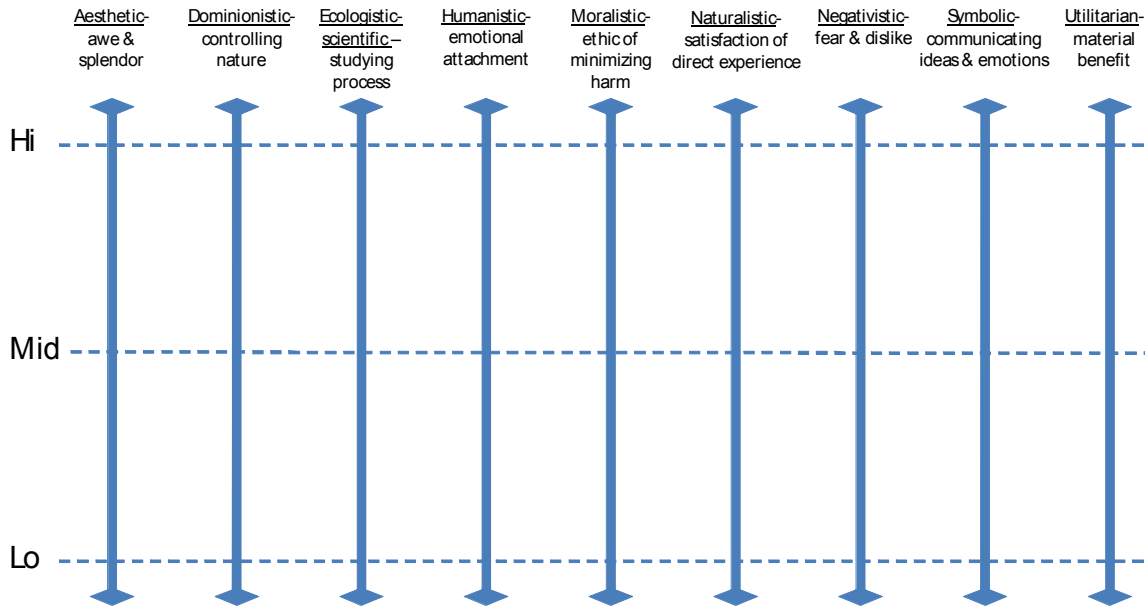 Aesthetic-
awe &
splendor
Dominionistic-
controlling
nature
Ecologistic-
scientific –
studying
process
Humanistic-
emotional
attachment
Moralistic-
ethic of
minimizing
harm
Naturalistic-
satisfaction of
direct experience
Negativistic-
fear & dislike
Symbolic-
communicating
ideas & emotions
Utilitarian-
material
benefit
Hi
Mid
Lo